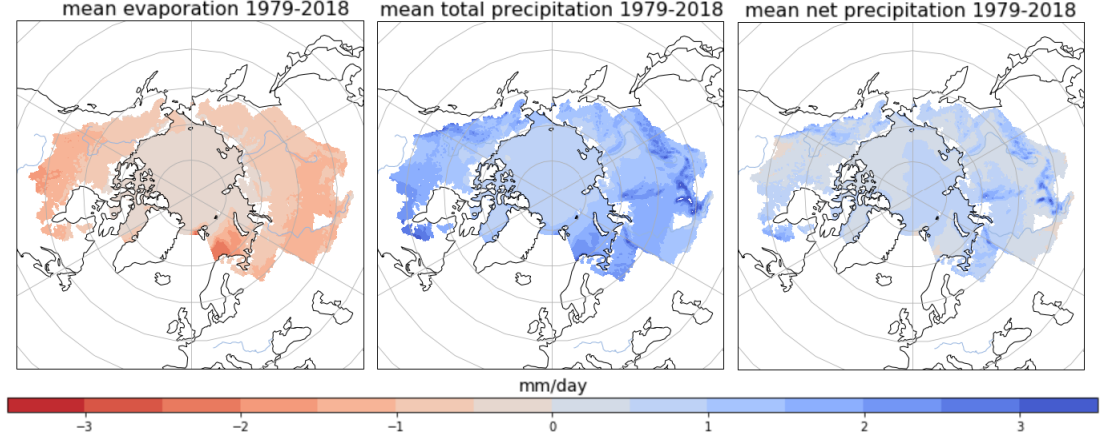 mean evaporation 1979-2018
mean total precipitation 1979-2018
mean net precipitation 1979-2018
mm/day
−3 −2 −1 0 1 2 3